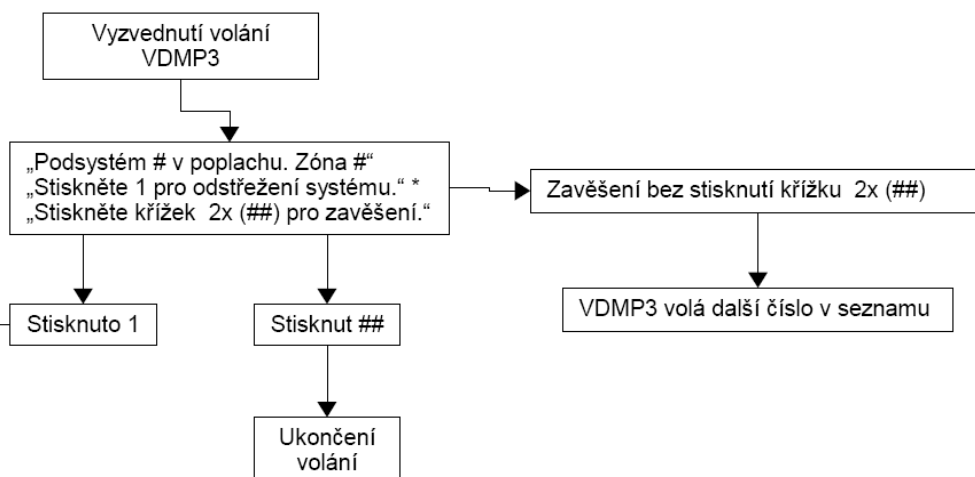 Vyzvednutí volání
VDMP3
„Podsystém # v poplachu. Zóna #“
„Stiskněte 1 pro odstřežení systému.“ *
„Stiskněte křížek  2x (##) pro zavěšení.“
Zavěšení bez stisknutí křížku  2x (##)
Stisknuto 1
Stisknut ##
VDMP3 volá další číslo v seznamu
Ukončení
volání